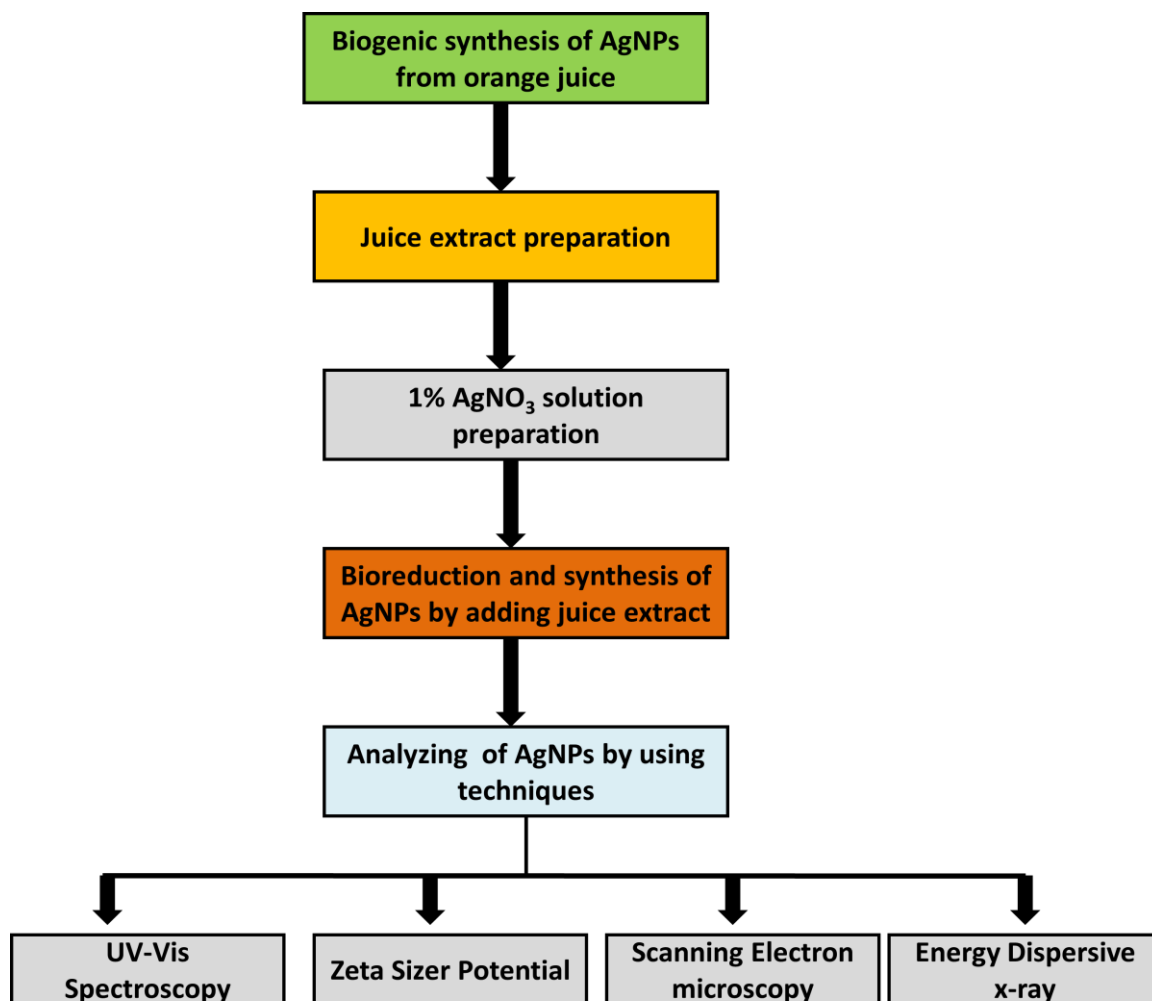 Biogenic synthesis of AgNPs
from orange juice
Juice extract preparation
1% AgNO₃ solution
preparation
Bioreduction and synthesis of
AgNPs by adding juice extract
Analyzing  of AgNPs by using
techniques
UV-Vis
Spectroscopy
Zeta Sizer Potential
Scanning Electron
microscopy
Energy Dispersive
x-ray